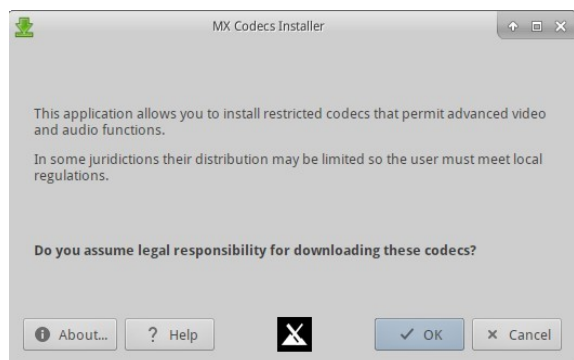 MX Codecs Installer
This application allows you to install restricted codecs that permit advanced video
and audio functions.
In some juridictions their distribution may be limited so the user must meet local
regulations.
Do you assume legal responsibility for downloading these codecs?
About... ? Help OK Cancel